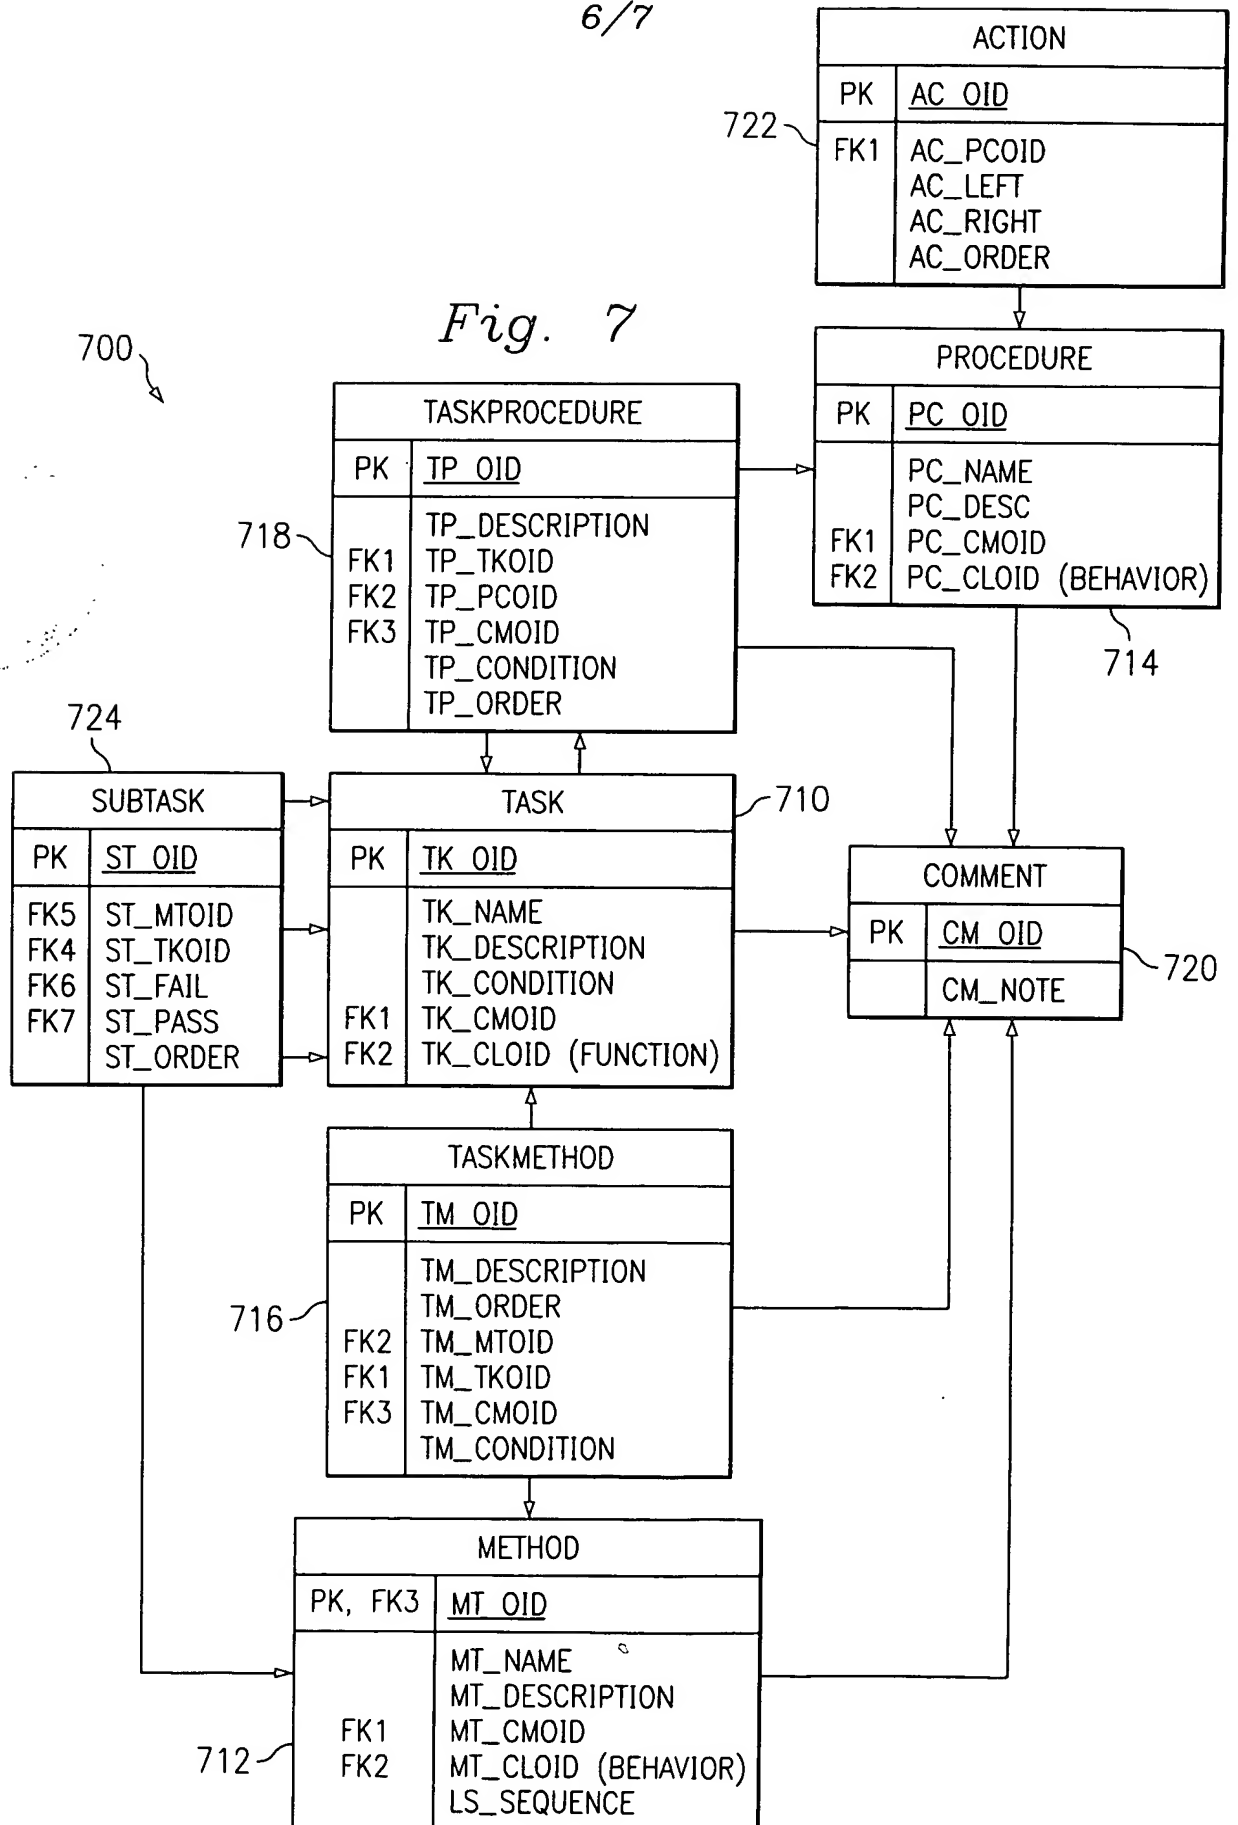 6/7
ACTION
PK AC_OID
722
FK1 AC_PCOID
AC_LEFT
AC_RIGHT
AC_ORDER
Fig. 7
700
PROCEDURE
PK PC_OID
PC_NAME
PC_DESC
FK1 PC_CMOID
FK2 PC_CLOID (BEHAVIOR)
714
TASKPROCEDURE
PK TP_OID
718
TP_DESCRIPTION
FK1 TP_TKOID
FK2 TP_PCOID
FK3 TP_CMOID
TP_CONDITION
TP_ORDER
724
SUBTASK
PK ST_OID
FK5 ST_MTOID
FK4 ST_TKOID
FK6 ST_FAIL
FK7 ST_PASS
ST_ORDER
TASK
710
PK TK_OID
TK_NAME
TK_DESCRIPTION
TK_CONDITION
FK1 TK_CMOID
FK2 TK_CLOID (FUNCTION)
COMMENT
PK CM_OID
720
CM_NOTE
TASKMETHOD
PK TM_OID
716
TM_DESCRIPTION
TM_ORDER
FK2 TM_MTOID
FK1 TM_TKOID
FK3 TM_CMOID
TM_CONDITION
METHOD
PK, FK3 MT_OID
MT_NAME
MT_DESCRIPTION
FK1 MT_CMOID
712
FK2 MT_CLOID (BEHAVIOR)
LS_SEQUENCE